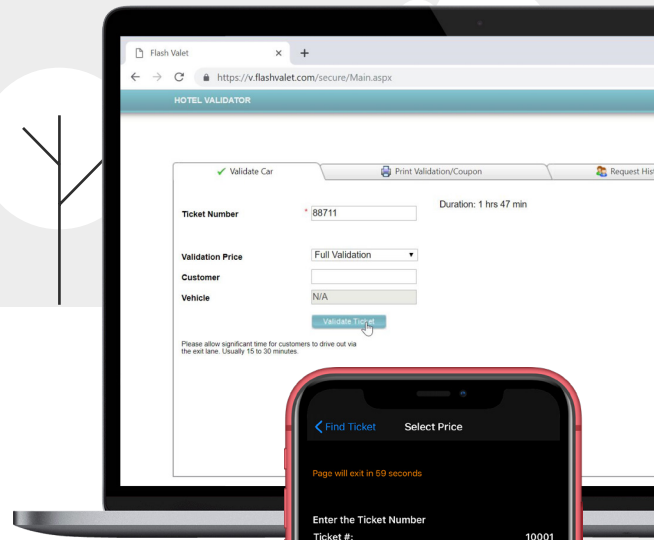 Flash Valet
https://v.flashvalet.com/secure/Main.aspx
HOTEL VALIDATOR
Validate Car
Print Validation/Coupon
Request His
Ticket Number
* 88711
Duration: 1 hrs 47 min
Validation Price
Full Validation
Customer
Vehicle
N/A
Validate Ticket
Please allow significant time for customers to drive out via
the exit lane. Usually 15 to 30 minutes
Find Ticket
Select Price
Page will exit in 59 seconds
Enter the Ticket Number
Ticket #:
10001